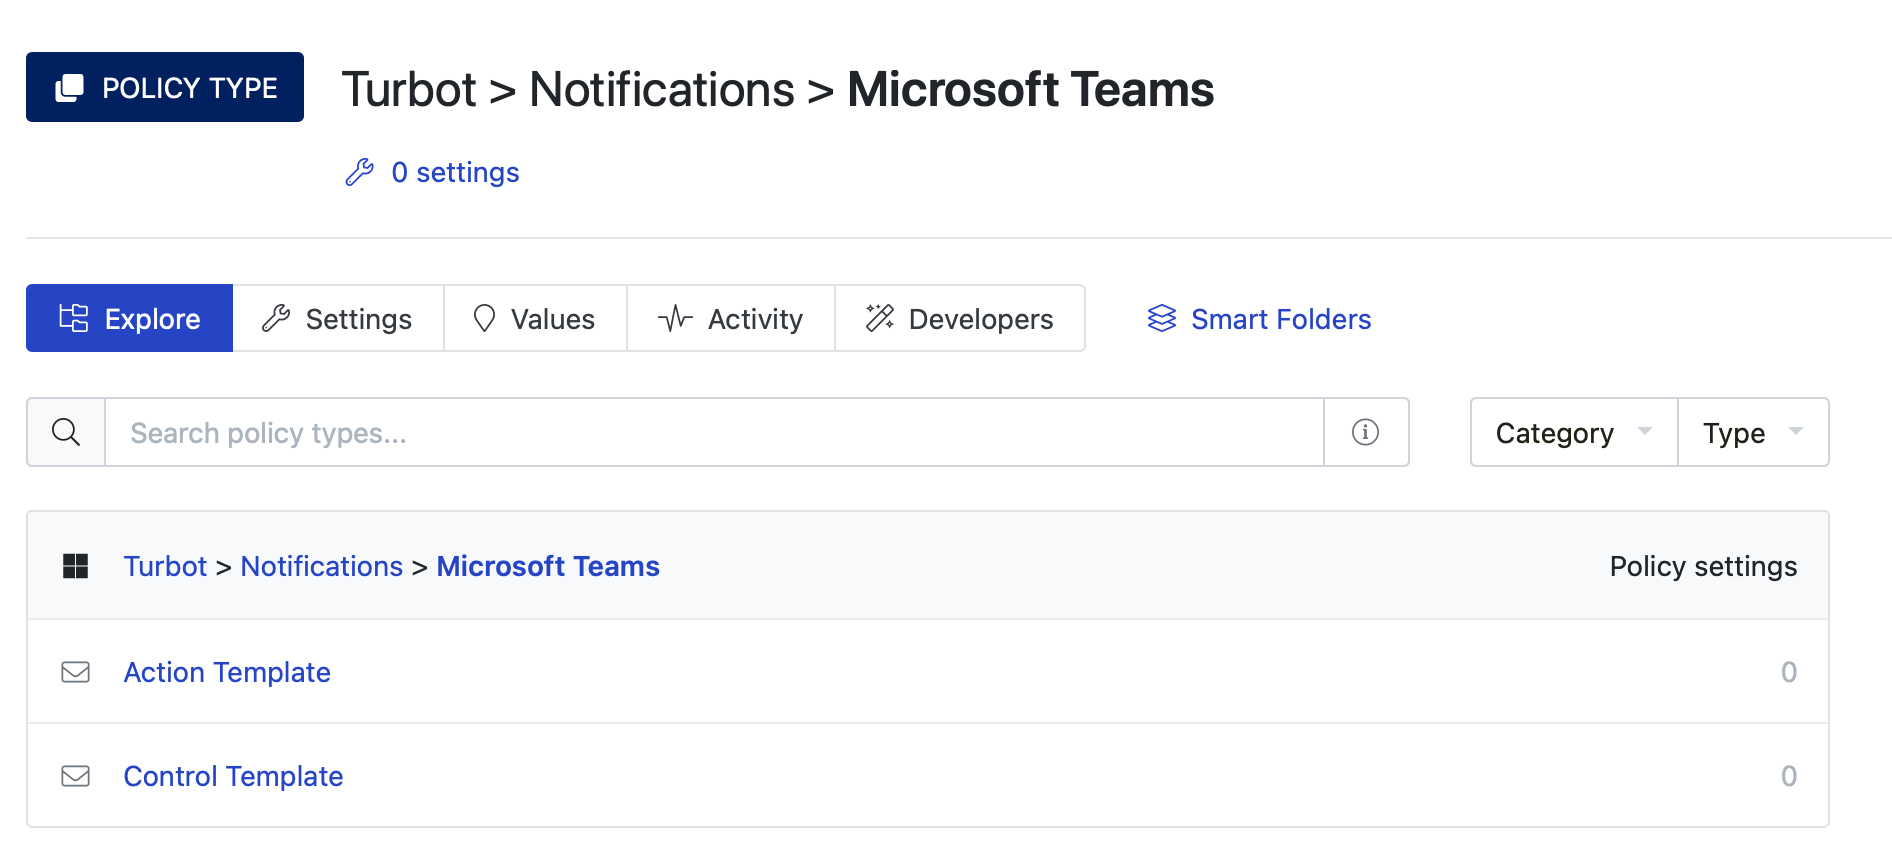 POLICY TYPE
Turbot > Notifications > Microsoft Teams
0 settings
Explore
Settings
Values
Activity
Developers
Smart Folders
Search policy types...
Category
Type
Turbot > Notifications > Microsoft Teams
Policy settings
Action Template
0
Control Template
0